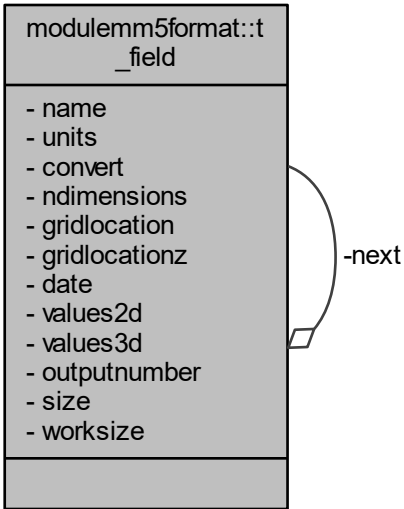 modulemm5format::t
_field
- name
- units
- convert
- ndimensions
- gridlocation
- gridlocationz
- date
- values2d
- values3d
- outputnumber
- size
- worksize
-next